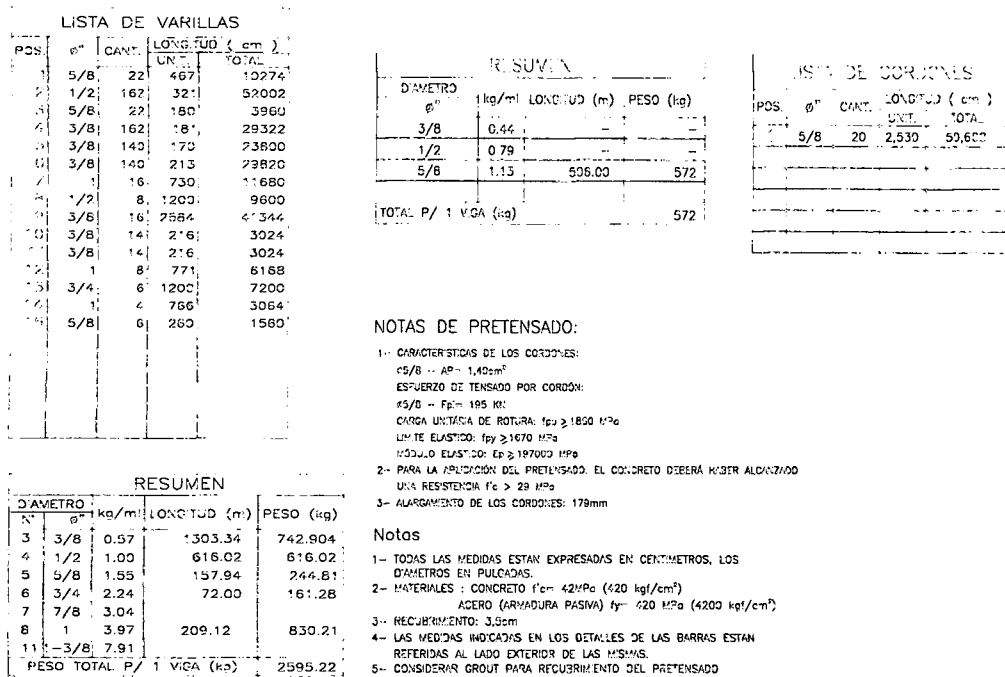 LISTA DE VARILLAS
POS. ø" CANT. LONGITUD ( cm )
UNIT. TOTAL
1 5/8 22 467 10274
2 1/2 162 321 52002
3 5/8 22 180 3960
4 3/8 162 181 29322
5 3/8 140 170 23800
6 3/8 140 213 29820
7 1 16 730 11680
8 1/2 8 1200 9600
9 3/8 16 2584 41344
10 3/8 14 216 3024
11 3/8 14 216 3024
12 1 8 771 6168
13 3/4 6 1200 7200
14 1 4 766 3064
15 5/8 6 260 1560
RESUMEN
DIAMETRO kg/ml LONGITUD (m) PESO (kg)
N° ø"
3 3/8 0.57 1303.34 742.904
4 1/2 1.00 616.02 616.02
5 5/8 1.55 157.94 244.81
6 3/4 2.24 72.00 161.28
7 7/8 3.04
8 1 3.97 209.12 830.21
11 1-3/8 7.91
PESO TOTAL P/ 1 VIGA (kg) 2595.22
RESUMEN
DIAMETRO ø" kg/ml LONGITUD (m) PESO (kg)
3/8 0.44 - -
1/2 0.79 - -
5/8 1.13 506.00 572
TOTAL P/ 1 VIGA (kg) 572
LISTA DE CORDONES
POS. ø" CANT. LONGITUD ( cm )
UNIT. TOTAL
5/8 20 2,530 50,600
NOTAS DE PRETENSADO:
1- CARACTERISTICAS DE LOS CORDONES:
ø5/8 - AP= 1,40cm²
ESFUERZO DE TENSADO POR CORDÓN:
ø5/8 - Fpi= 195 KN
CARGA UNITARIA DE ROTURA: fpu ≥ 1860 MPa
LIMITE ELASTICO: fpy ≥ 1670 MPa
MÓDULO ELASTICO: Ep ≥ 197000 MPa
2- PARA LA APLICACIÓN DEL PRETENSADO. EL CONCRETO DEBERÁ HABER ALCANZADO
UNA RESISTENCIA f'c > 29 MPa
3- ALARGAMIENTO DE LOS CORDONES: 179mm
Notas
1- TODAS LAS MEDIDAS ESTAN EXPRESADAS EN CENTIMETROS, LOS
DIAMETROS EN PULGADAS.
2- MATERIALES : CONCRETO f'c= 42MPa (420 kgf/cm²)
ACERO (ARMADURA PASIVA) fy= 420 MPa (4200 kgf/cm²)
3- RECUBRIMIENTO: 3,5cm
4- LAS MEDIDAS INDICADAS EN LOS DETALLES DE LAS BARRAS ESTAN
REFERIDAS AL LADO EXTERIOR DE LAS MISMAS.
5- CONSIDERAR GROUT PARA RECUBRIMIENTO DEL PRETENSADO